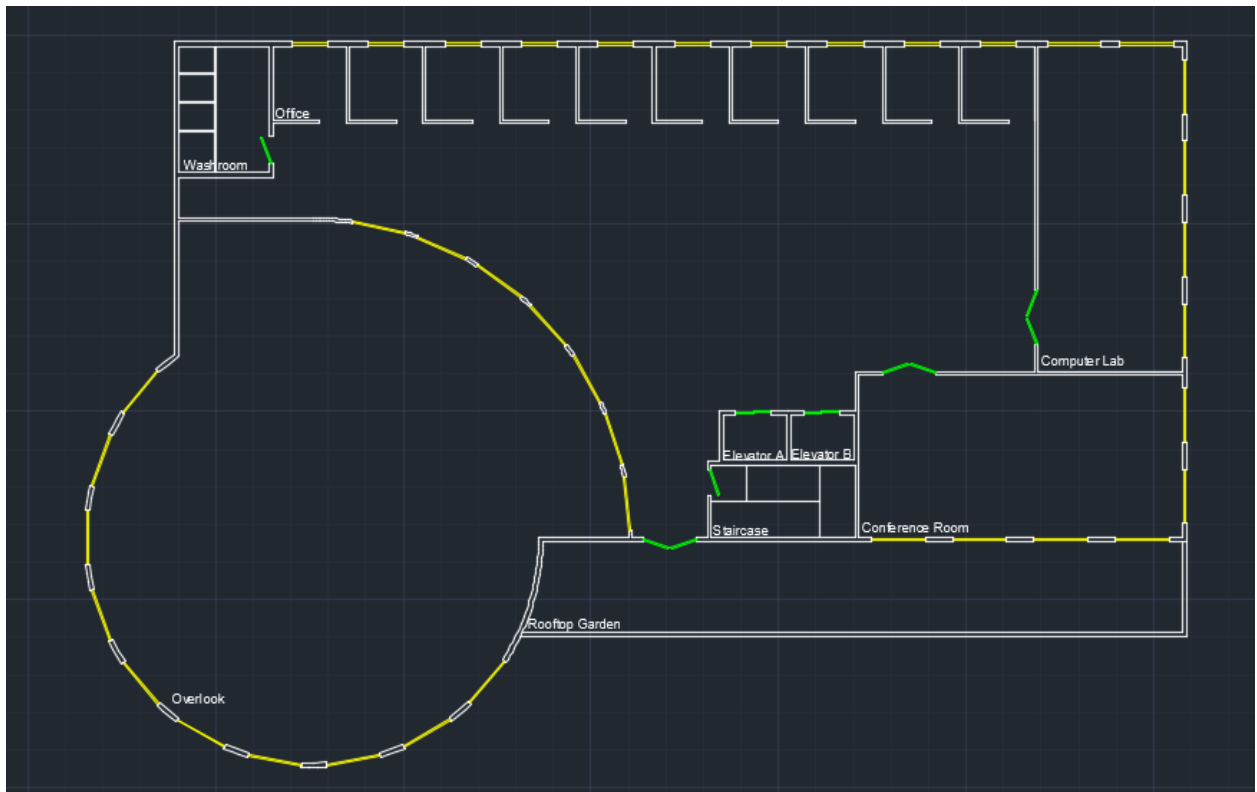 Office
Washroom
Computer Lab
Elevator A
Elevator B
Conference Room
Staircase
Rooftop Garden
Overlook